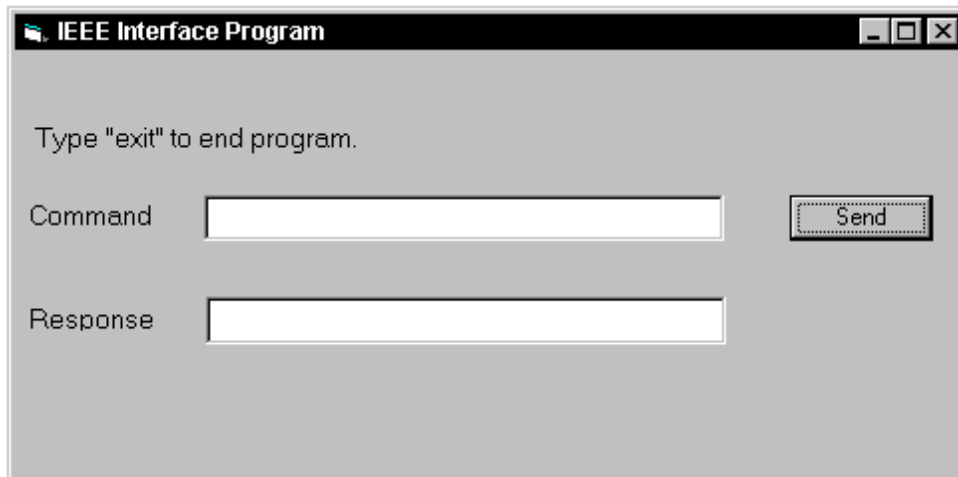 IEEE Interface Program
Type "exit" to end program.
Command
Send
Response